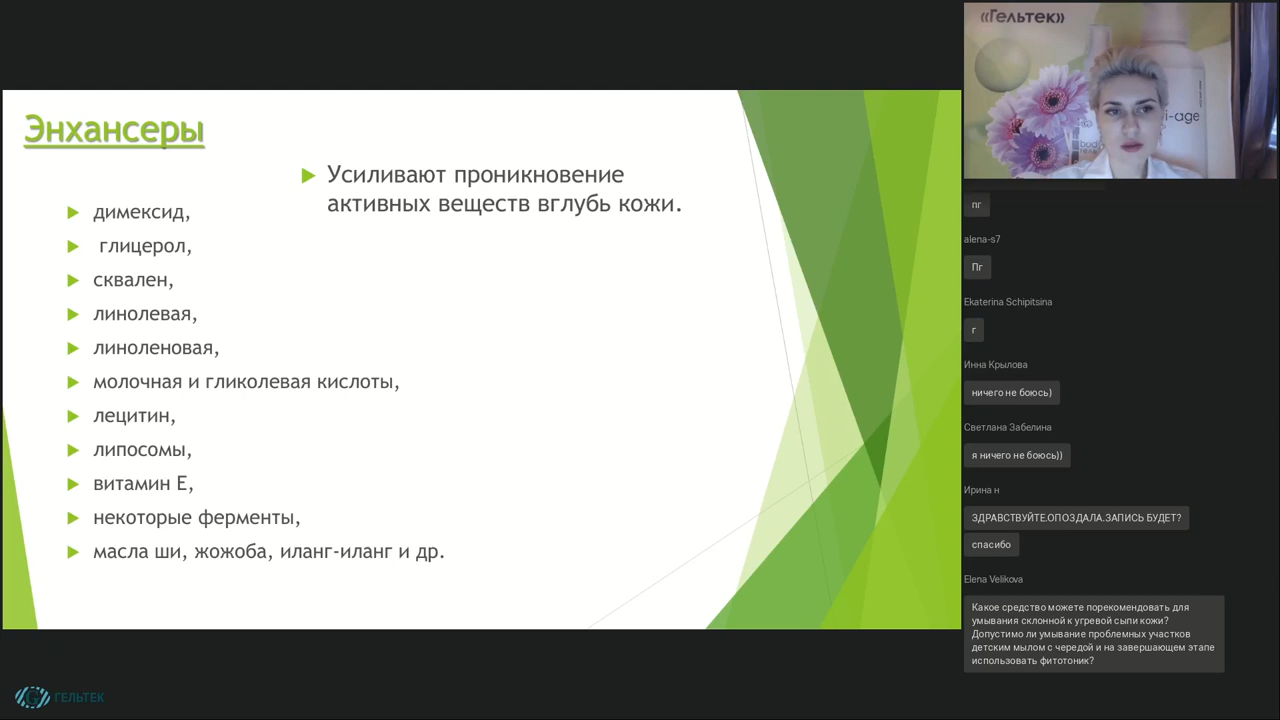 Энхансеры
Усиливают проникновение
активных веществ вглубь кожи.
димексид,
глицерол,
сквален,
линолевая,
линоленовая,
молочная и гликолевая кислоты,
лецитин,
липосомы,
витамин Е,
некоторые ферменты,
масла ши, жожоба, иланг-иланг и др.
ГЕЛЬТЕК
«Гельтек»
i-age
пг
alena-s7
Пг
Ekaterina Schipitsina
г
Инна Крылова
ничего не боюсь)
Светлана Забелина
я ничего не боюсь))
Ирина н
ЗДРАВСТВУЙТЕ.ОПОЗДАЛА.ЗАПИСЬ БУДЕТ?
спасибо
Elena Velikova
Какое средство можете порекомендовать для
умывания склонной к угревой сыпи кожи?
Допустимо ли умывание проблемных участков
детским мылом с чередой и на завершающем этапе
использовать фитотоник?